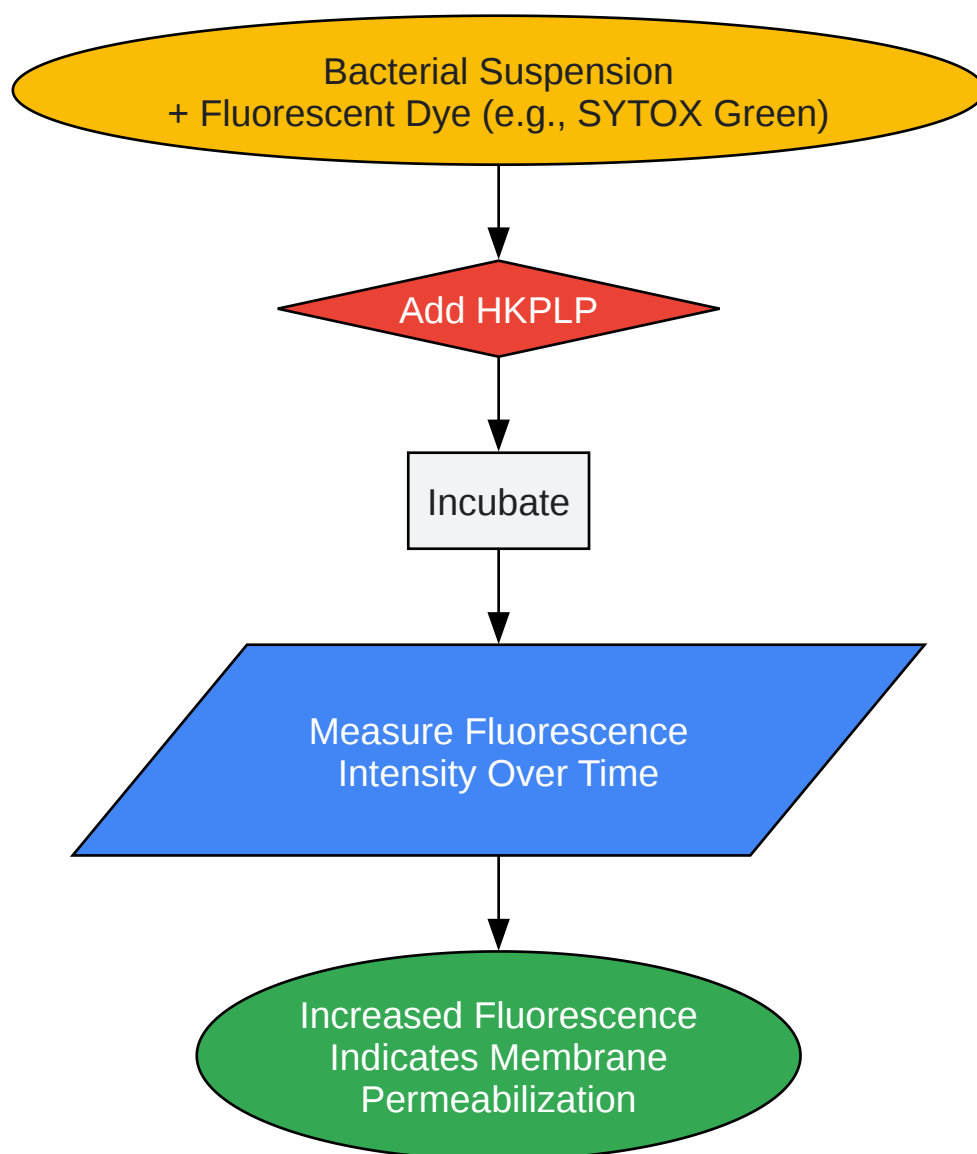 Bacterial Suspension
+ Fluorescent Dye (e.g., SYTOX Green)
Add HKPLP
Incubate
Measure Fluorescence
Intensity Over Time
Increased Fluorescence
Indicates Membrane
Permeabilization